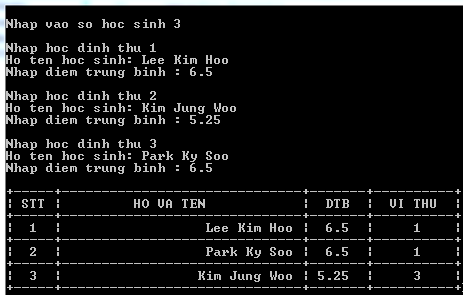 Nhap vao so hoc sinh 3
Nhap hoc dinh thu 1
Ho ten hoc sinh: Lee Kim Hoo
Nhap diem trung binh : 6.5
Nhap hoc dinh thu 2
Ho ten hoc sinh: Kim Jung Woo
Nhap diem trung binh : 5.25
Nhap hoc dinh thu 3
Ho ten hoc sinh: Park Ky Soo
Nhap diem trung binh : 6.5
STT | HO VA TEN | DTB | VI THU
1 | Lee Kim Hoo | 6.5 | 1
2 | Park Ky Soo | 6.5 | 1
3 | Kim Jung Woo | 5.25 | 3